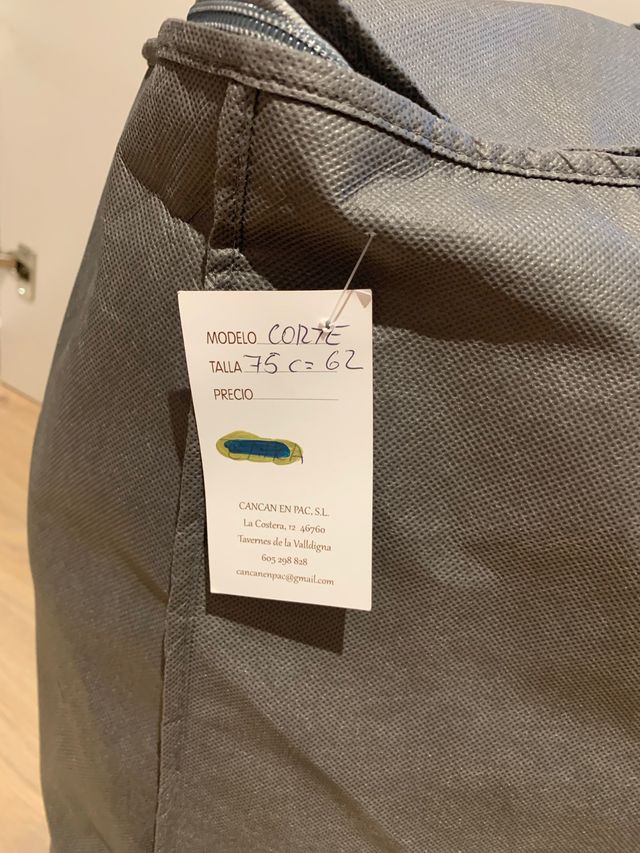 MODELO CORTE
TALLA 75 C= 62
PRECIO
CANCAN EN PAC, S.L.
La Costera, 12 46760
Tavernes de la Valldigna
605 298 828
cancanenpac@gmail.com